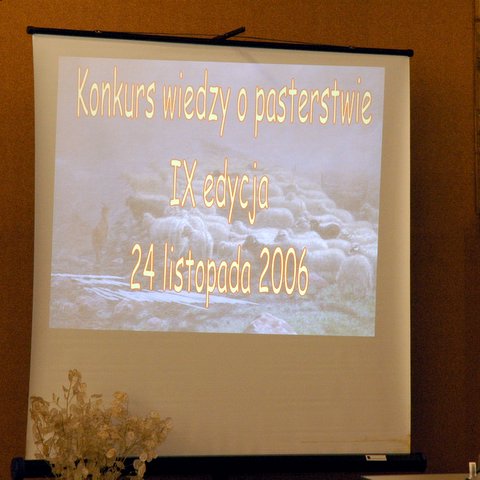 Konkurs wiedzy o pasterstwie
IX edycja
24 listopada 2006